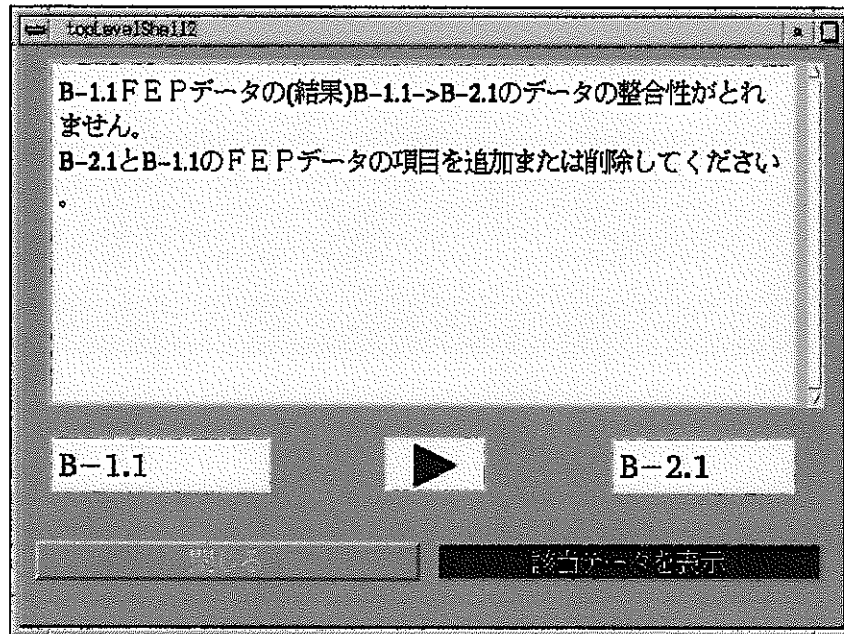 topLevelShell2
B-1.1ＦＥＰデータの(結果)B-1.1->B-2.1のデータの整合性がとれ
ません。
B-2.1とB-1.1のＦＥＰデータの項目を追加または削除してください
。
B-1.1
B-2.1
該当データを表示